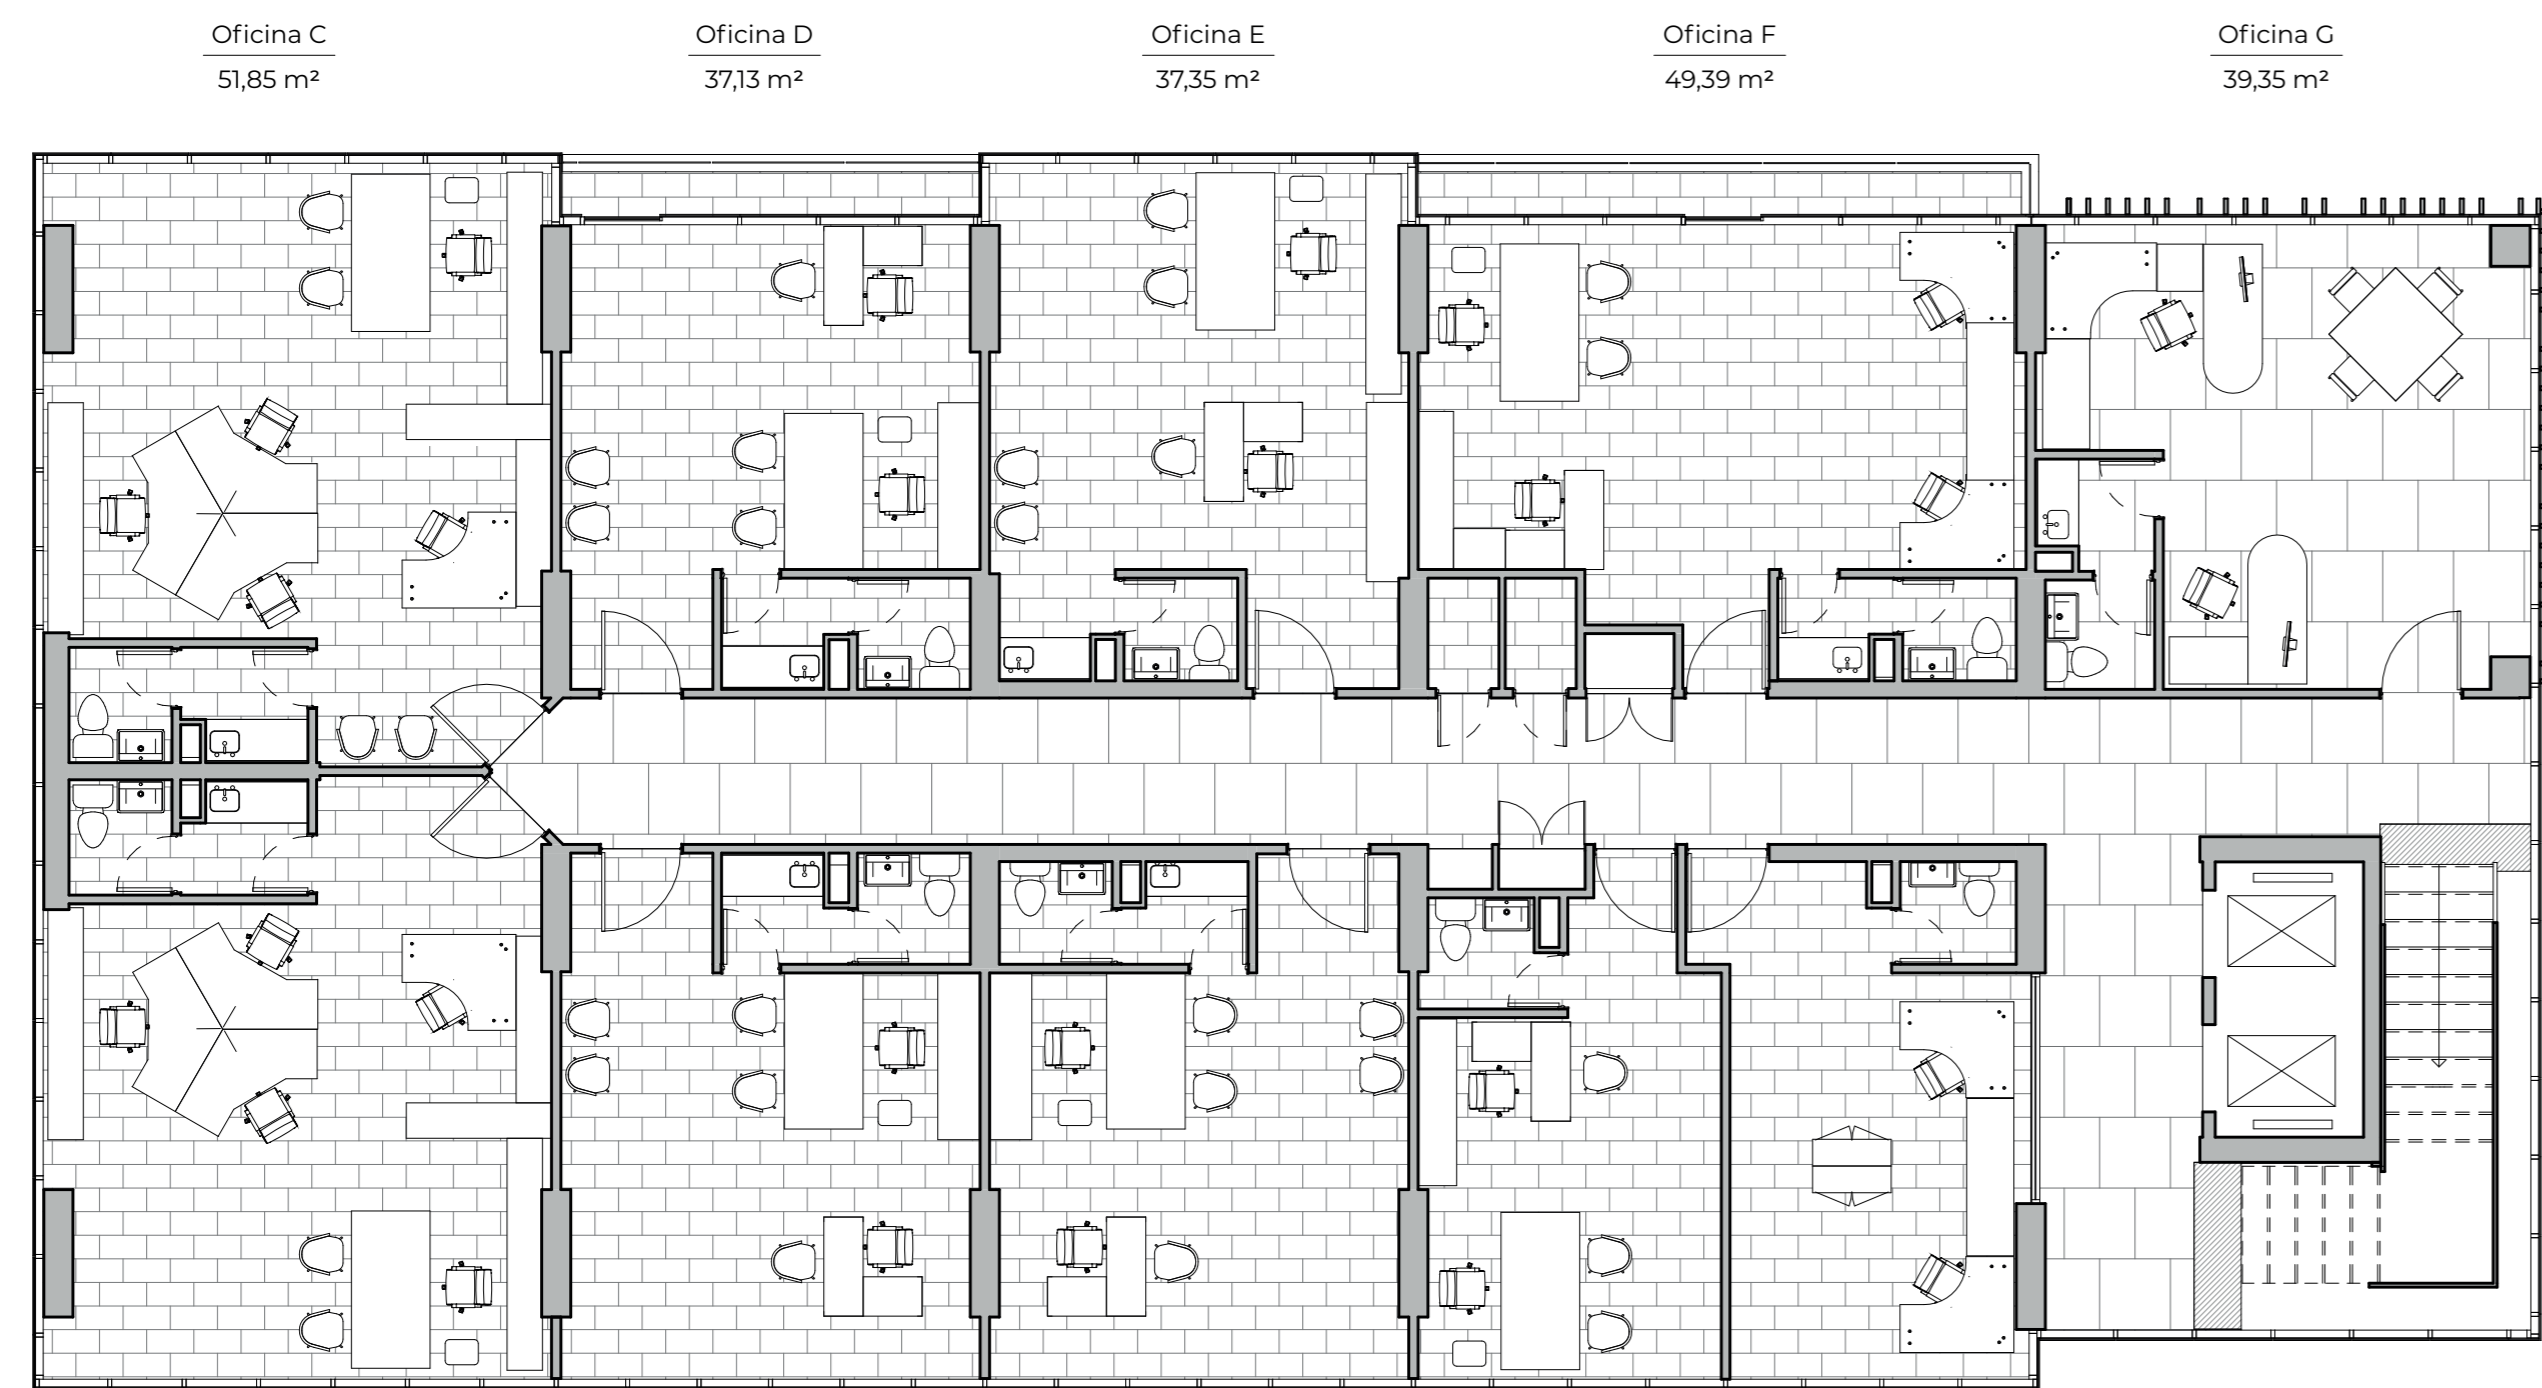 Oficina C
51,85 m²
Oficina D
37,13 m²
Oficina E
37,35 m²
Oficina F
49,39 m²
Oficina G
39,35 m²